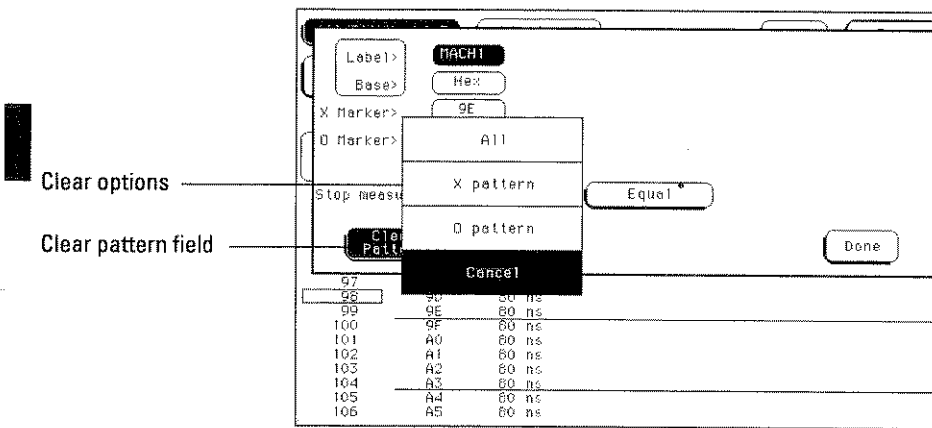 Label> MACH1
Base> Hex
X Marker> 9E
O Marker>
All
Clear options
X pattern
Stop measu
Equal
O pattern
Clear pattern field
Cle
Patt
Done
Cancel
97
98 9D 80 ns
99 9E 80 ns
100 9F 80 ns
101 A0 80 ns
102 A1 80 ns
103 A2 80 ns
104 A3 80 ns
105 A4 80 ns
106 A5 80 ns